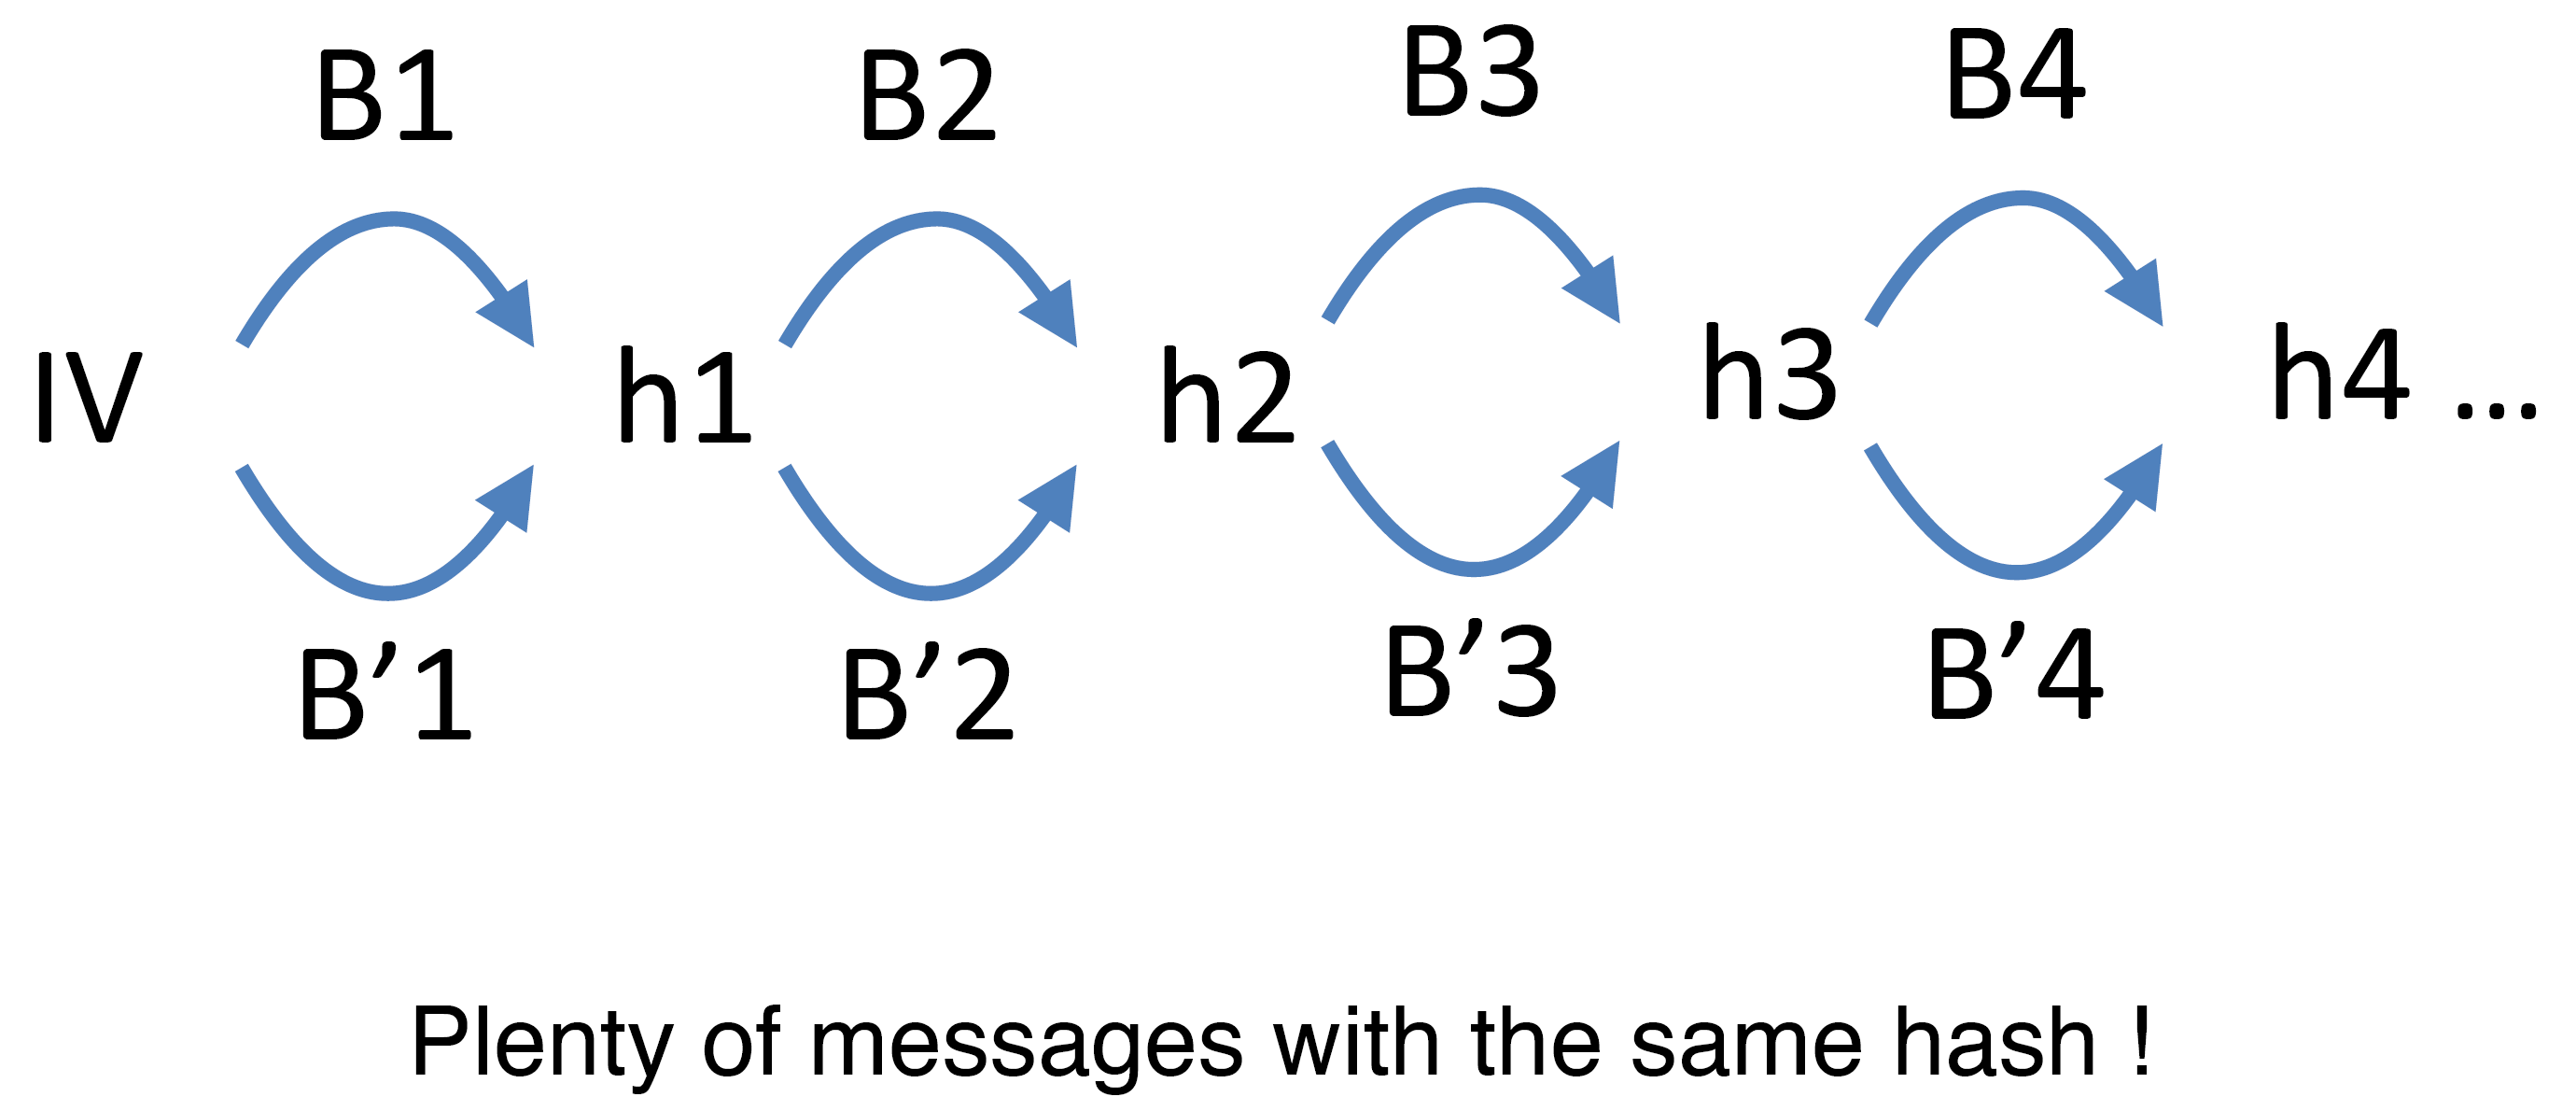 B1 B2 B3 B4
IV h1 h2 h3 h4 ...
B’1 B’2 B’3 B’4
Plenty of messages with the same hash !